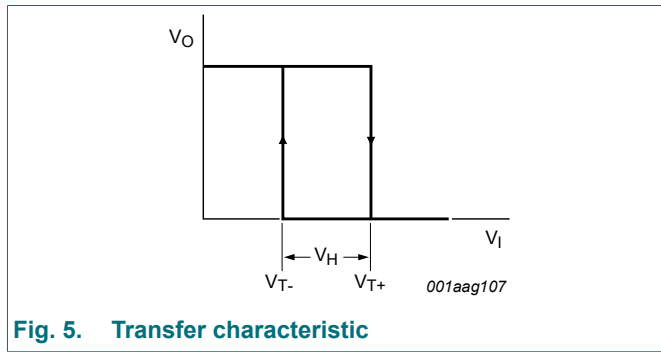 VO
VI
VH
VT-
VT+
001aag107
Fig. 5. Transfer characteristic